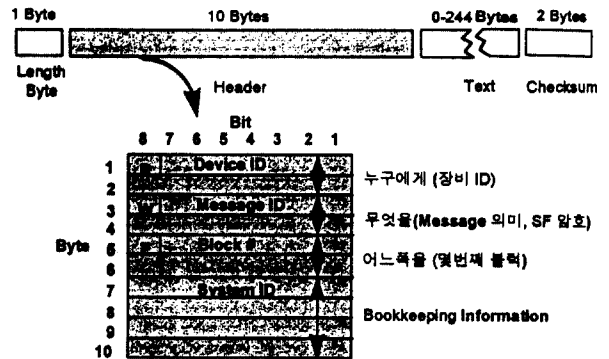 1 Byte 10 Bytes 0-244 Bytes 2 Bytes
Length Byte Header Text Checksum
Bit
8 7 6 5 4 3 2 1
1 Device ID 누구에게 (장비 ID)
2
3 W Message ID 무엇을(Message 의미, SF 암호)
4
Byte 5 Block # 어느쪽을 (몇번째 블럭)
6
7 System ID
8 Bookkeeping Information
9
10